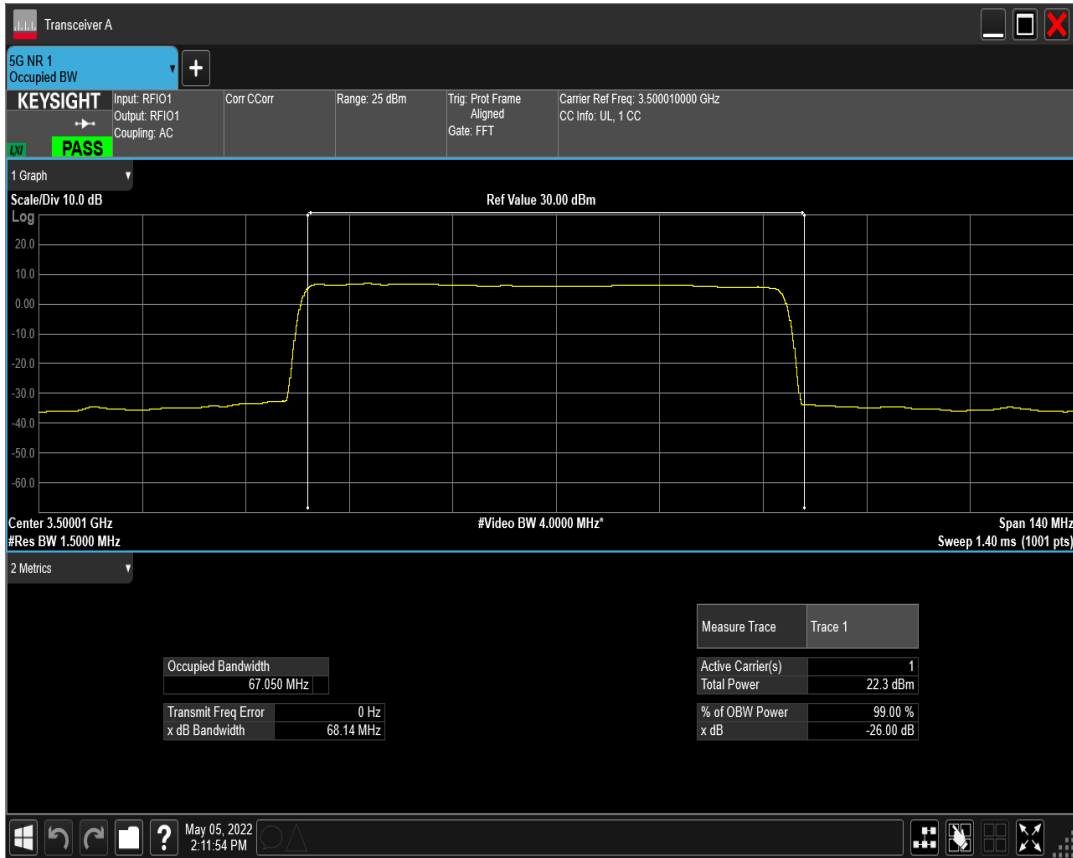 Transceiver A
5G NR 1
Occupied BW
+
KEYSIGHT
LXI
PASS
Input: RFIO1
Output: RFIO1
Coupling: AC
Corr CCorr
Range: 25 dBm
Trig: Prot Frame
Aligned
Gate: FFT
Carrier Ref Freq: 3.500010000 GHz
CC Info: UL, 1 CC
1 Graph
Scale/Div 10.0 dB
Ref Value 30.00 dBm
Log
20.0
10.0
0.00
-10.0
-20.0
-30.0
-40.0
-50.0
-60.0
Center 3.50001 GHz
#Video BW 4.0000 MHz*
Span 140 MHz
#Res BW 1.5000 MHz
Sweep 1.40 ms (1001 pts)
2 Metrics
Measure Trace Trace 1
Occupied Bandwidth
67.050 MHz
Active Carrier(s) 1
Total Power 22.3 dBm
Transmit Freq Error 0 Hz
x dB Bandwidth 68.14 MHz
% of OBW Power 99.00 %
x dB -26.00 dB
?
May 05, 2022
2:11:54 PM